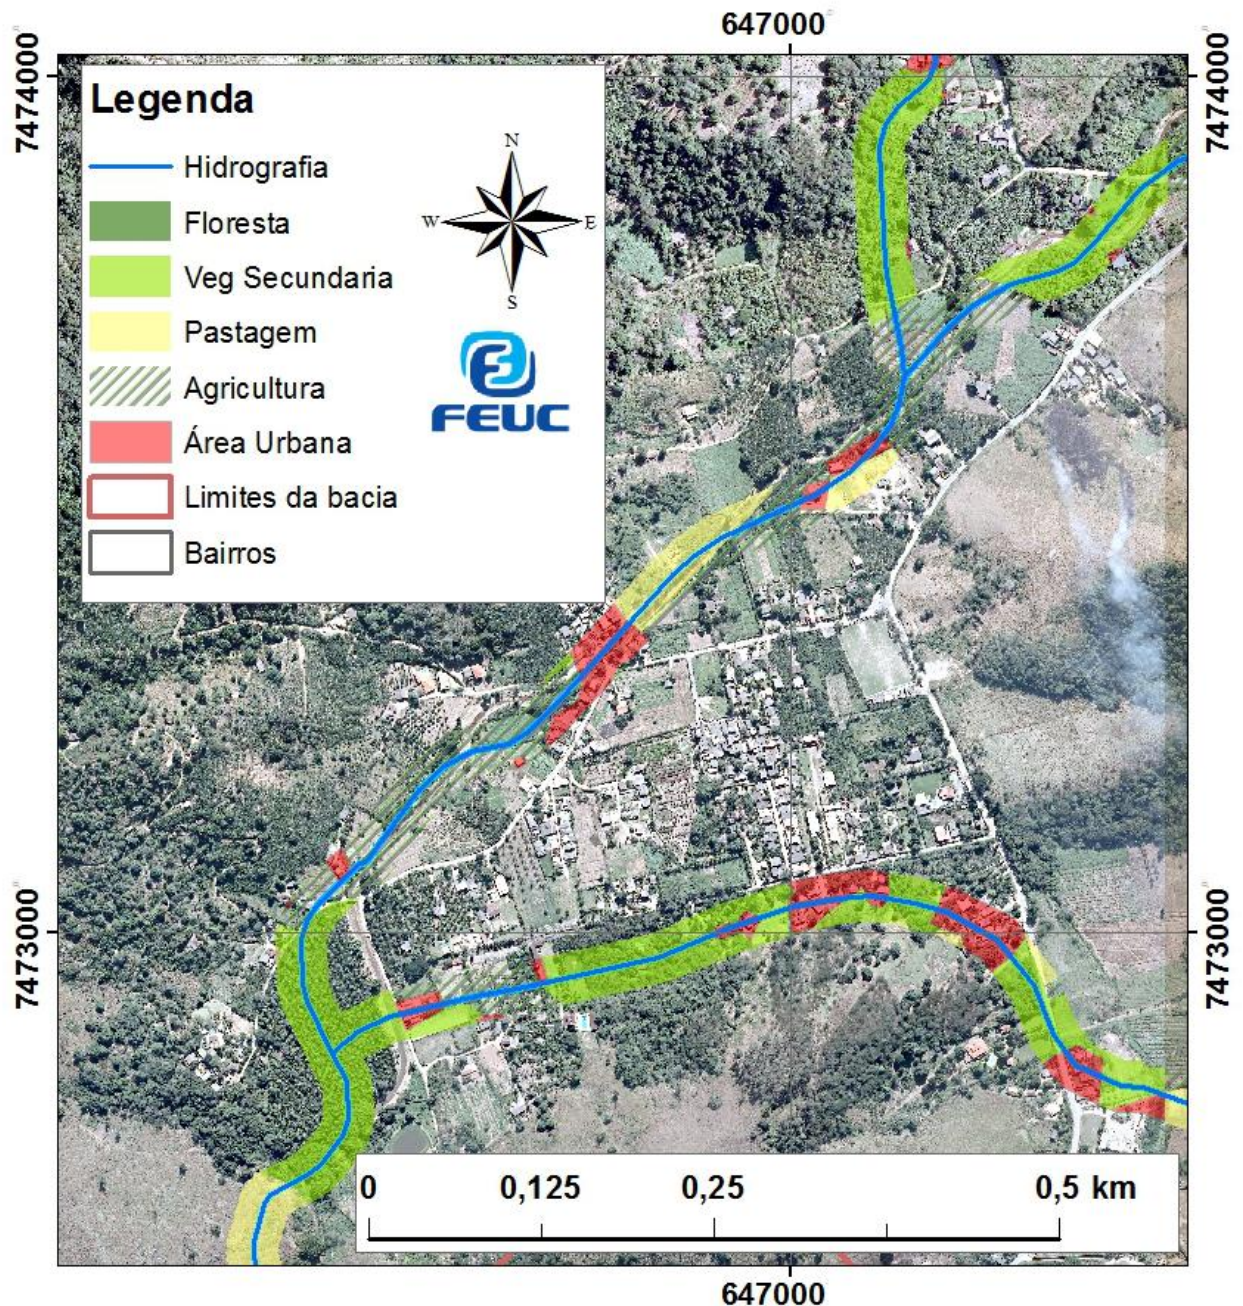 647000
7474000
7474000
Legenda
Hidrografia
Floresta
Veg Secundaria
Pastagem
Agricultura
Área Urbana
Limites da bacia
Bairros
N
W
E
S
FEUC
7473000
7473000
0 0,125 0,25 0,5 km
647000